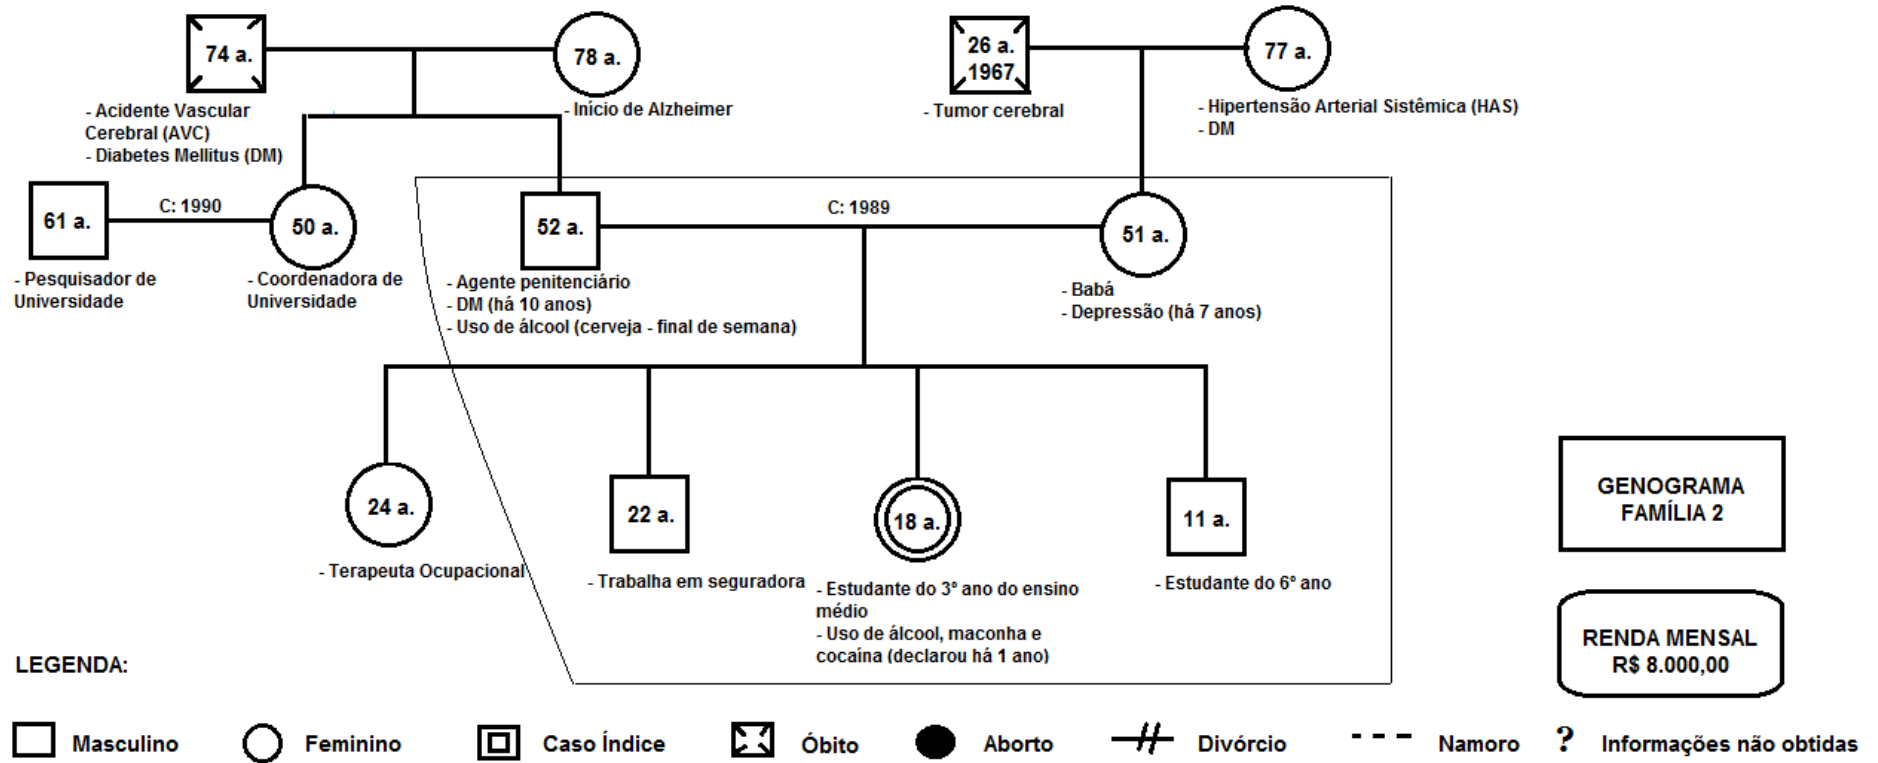 74 a.
78 a.
26 a.
1967
77 a.
- Acidente Vascular
Cerebral (AVC)
- Diabetes Mellitus (DM)
- Início de Alzheimer
- Tumor cerebral
- Hipertensão Arterial Sistêmica (HAS)
- DM
61 a.
C: 1990
50 a.
52 a.
C: 1989
51 a.
- Pesquisador de
Universidade
- Coordenadora de
Universidade
- Agente penitenciário
- DM (há 10 anos)
- Uso de álcool (cerveja - final de semana)
- Babá
- Depressão (há 7 anos)
24 a.
22 a.
18 a.
11 a.
- Terapeuta Ocupacional
- Trabalha em seguradora
- Estudante do 3º ano do ensino
médio
- Uso de álcool, maconha e
cocaína (declarou há 1 ano)
- Estudante do 6º ano
GENOGRAMA
FAMÍLIA 2
RENDA MENSAL
R$ 8.000,00
LEGENDA:
Masculino
Feminino
Caso Índice
Óbito
Aborto
Divórcio
Namoro
? Informações não obtidas